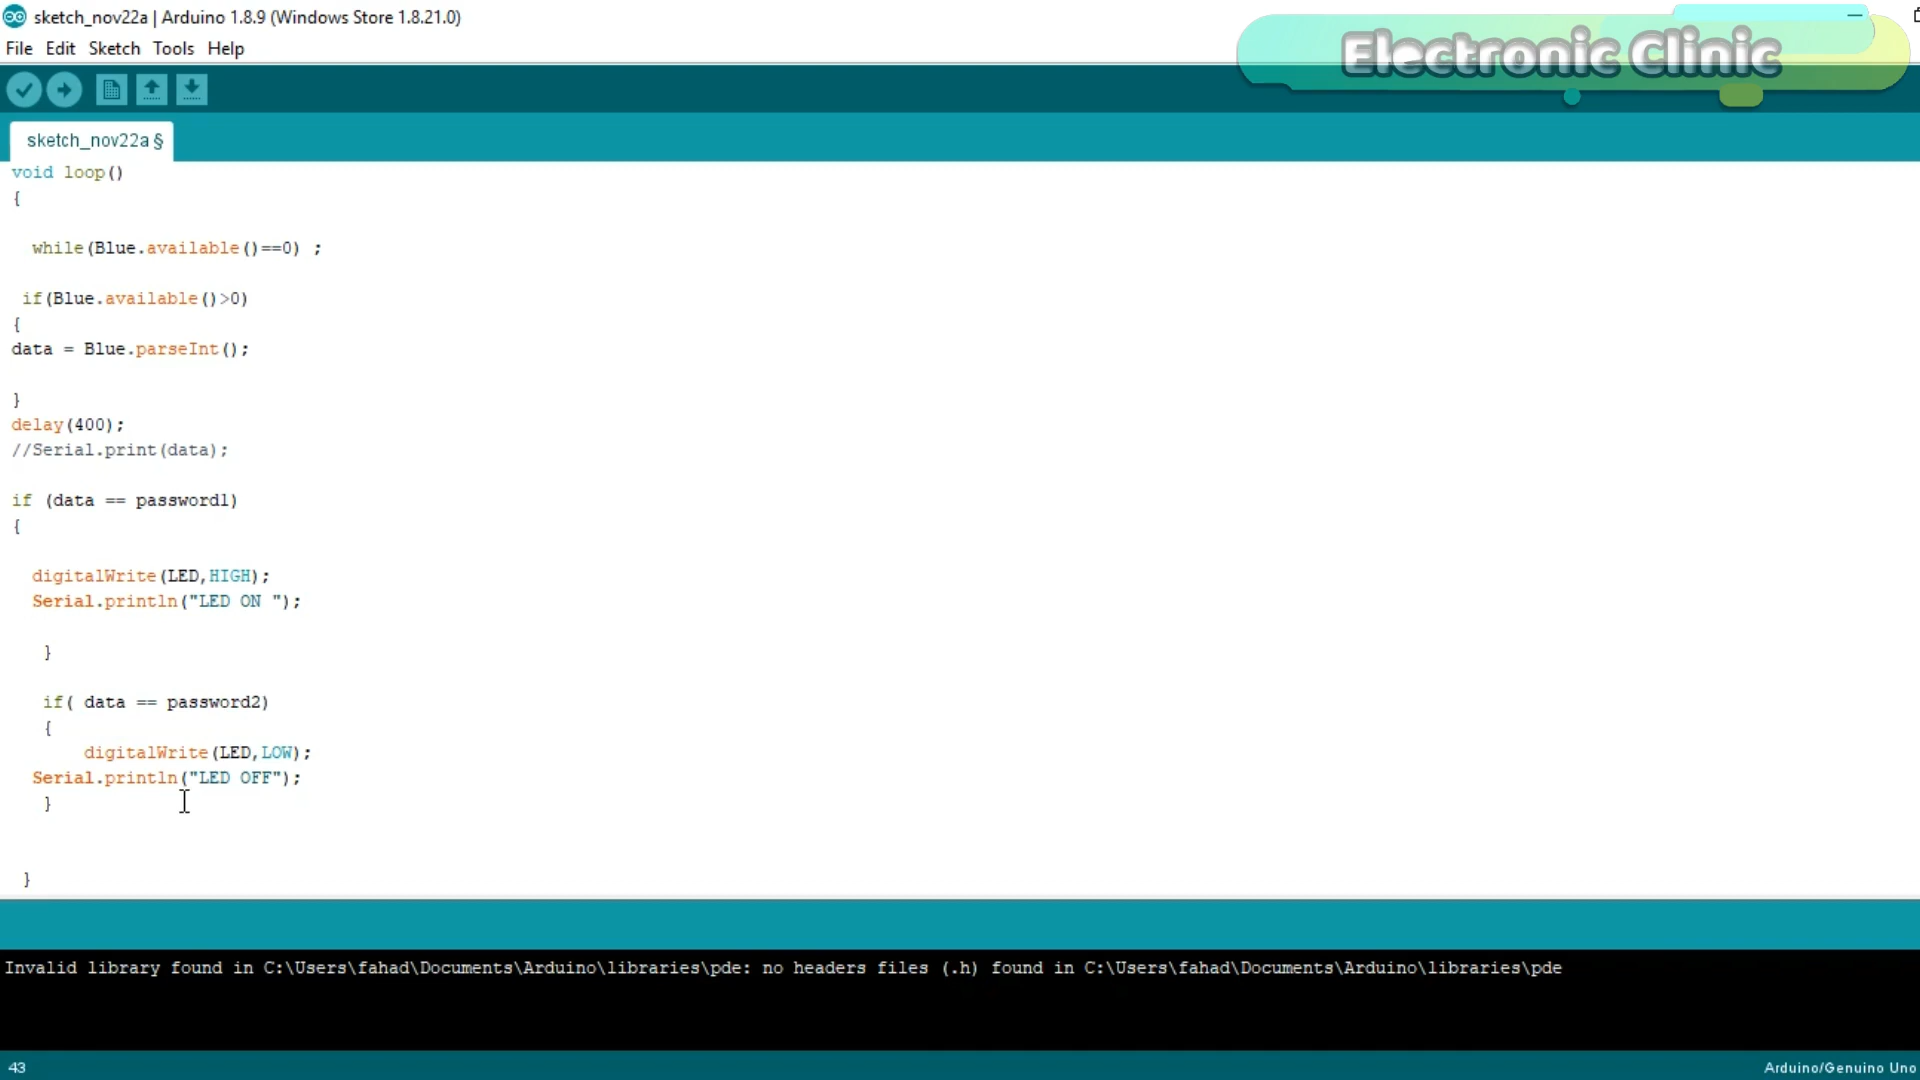 sketch_nov22a | Arduino 1.8.9 (Windows Store 1.8.21.0)
Electronic Clinic
File Edit Sketch Tools Help
sketch_nov22a §
void loop()
{
while(Blue.available()==0) ;
if(Blue.available()>0)
{
data = Blue.parseInt();
}
delay(400);
//Serial.print(data);
if (data == password1)
{
digitalWrite(LED,HIGH);
Serial.println("LED ON ");
}
if( data == password2)
{
digitalWrite(LED,LOW);
Serial.println("LED OFF");
}
}
Invalid library found in C:\Users\fahad\Documents\Arduino\libraries\pde: no headers files (.h) found in C:\Users\fahad\Documents\Arduino\libraries\pde
43
Arduino/Genuino Uno